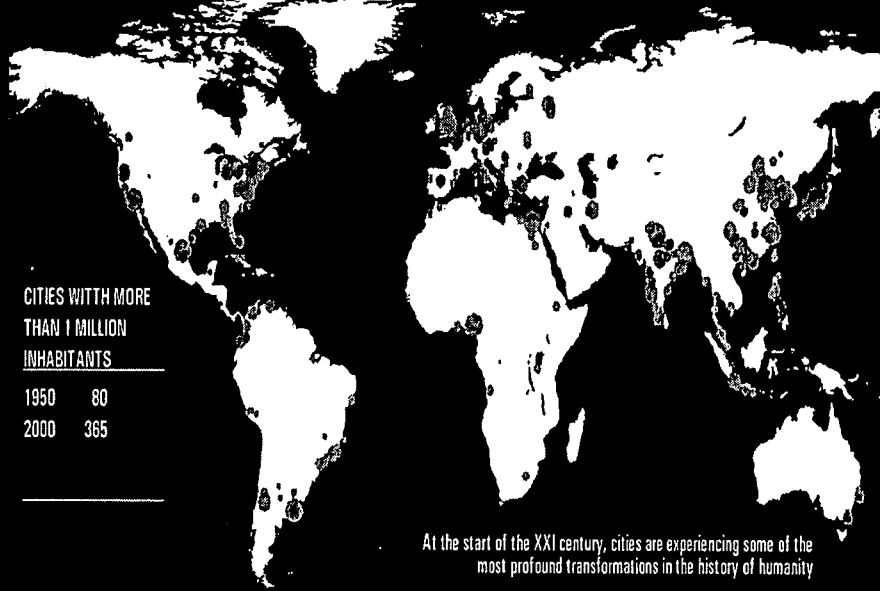 CITIES WITTH MORE
THAN 1 MILLION
INHABITANTS
1950 80
2000 365
At the start of the XXI century, cities are experiencing some of the
most profound transformations in the history of humanity